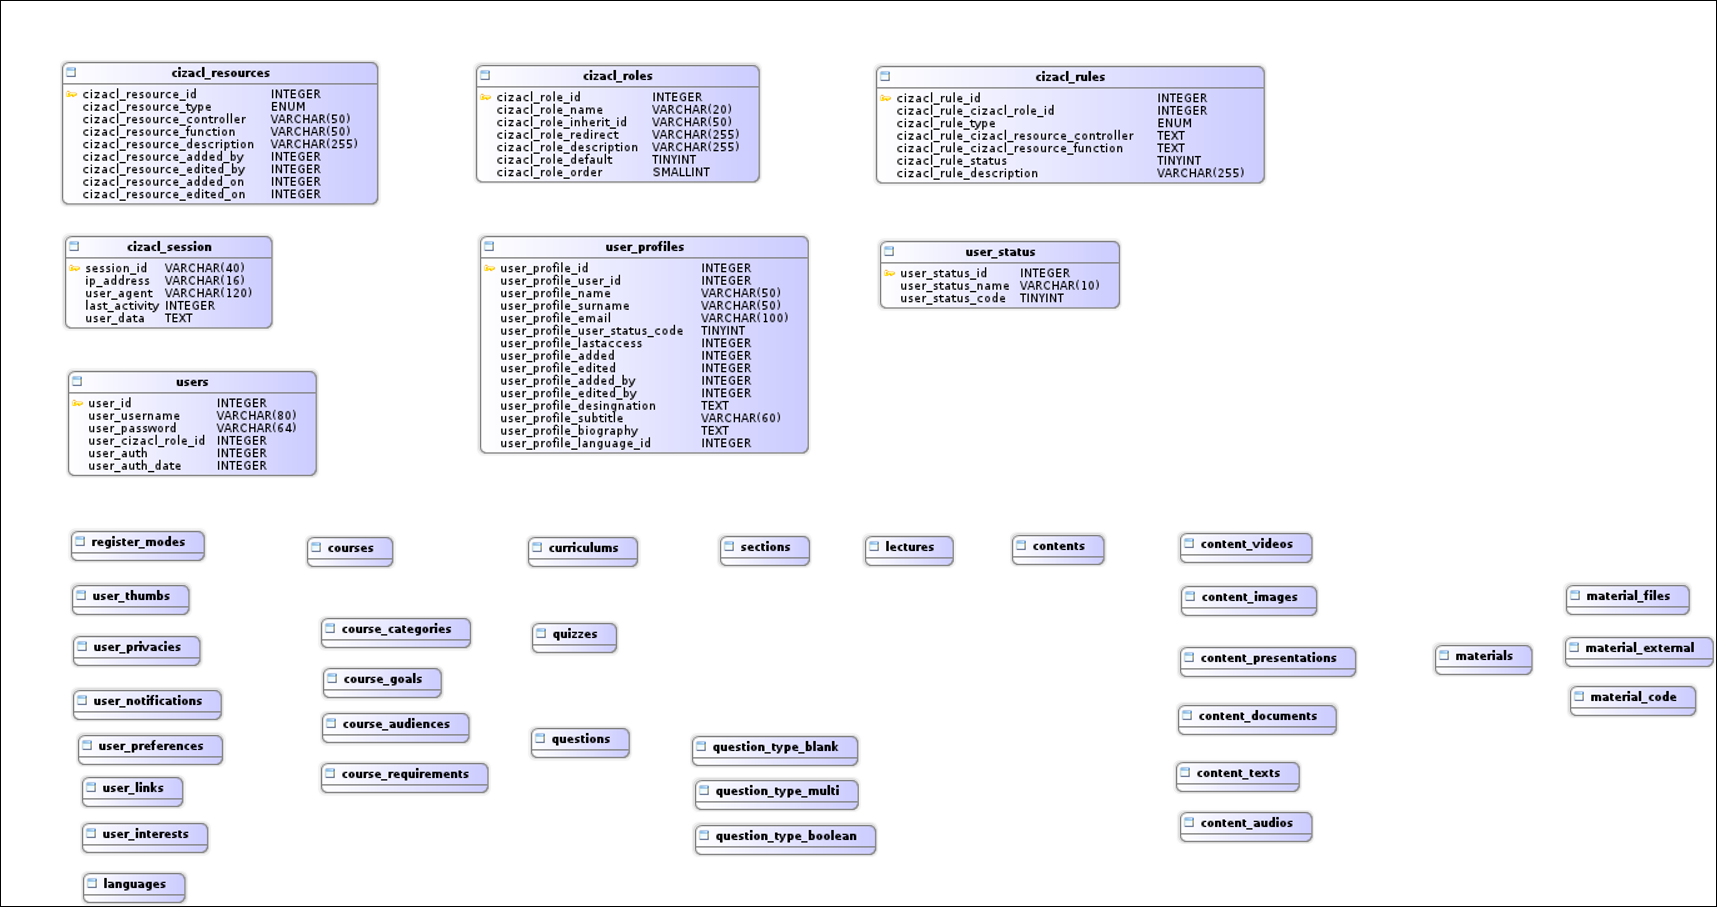 cizacl_resources
cizacl_resource_id INTEGER
cizacl_resource_type ENUM
cizacl_resource_controller VARCHAR(50)
cizacl_resource_function VARCHAR(50)
cizacl_resource_description VARCHAR(255)
cizacl_resource_added_by INTEGER
cizacl_resource_edited_by INTEGER
cizacl_resource_added_on INTEGER
cizacl_resource_edited_on INTEGER
cizacl_roles
cizacl_role_id INTEGER
cizacl_role_name VARCHAR(20)
cizacl_role_inherit_id VARCHAR(50)
cizacl_role_redirect VARCHAR(255)
cizacl_role_description VARCHAR(255)
cizacl_role_default TINYINT
cizacl_role_order SMALLINT
cizacl_rules
cizacl_rule_id INTEGER
cizacl_rule_cizacl_role_id INTEGER
cizacl_rule_type ENUM
cizacl_rule_cizacl_resource_controller TEXT
cizacl_rule_cizacl_resource_function TEXT
cizacl_rule_status TINYINT
cizacl_rule_description VARCHAR(255)
cizacl_session
session_id VARCHAR(40)
ip_address VARCHAR(16)
user_agent VARCHAR(120)
last_activity INTEGER
user_data TEXT
user_profiles
user_profile_id INTEGER
user_profile_user_id INTEGER
user_profile_name VARCHAR(50)
user_profile_surname VARCHAR(50)
user_profile_email VARCHAR(100)
user_profile_user_status_code TINYINT
user_profile_lastaccess INTEGER
user_profile_added INTEGER
user_profile_edited INTEGER
user_profile_added_by INTEGER
user_profile_edited_by INTEGER
user_profile_desingnation TEXT
user_profile_subtitle VARCHAR(60)
user_profile_biography TEXT
user_profile_language_id INTEGER
user_status
user_status_id INTEGER
user_status_name VARCHAR(10)
user_status_code TINYINT
users
user_id INTEGER
user_username VARCHAR(80)
user_password VARCHAR(64)
user_cizacl_role_id INTEGER
user_auth INTEGER
user_auth_date INTEGER
register_modes
user_thumbs
user_privacies
user_notifications
user_preferences
user_links
user_interests
languages
courses
course_categories
course_goals
course_audiences
course_requirements
curriculums
quizzes
questions
sections
question_type_blank
question_type_multi
question_type_boolean
lectures
contents
content_videos
content_images
content_presentations
content_documents
content_texts
content_audios
materials
material_files
material_external
material_code